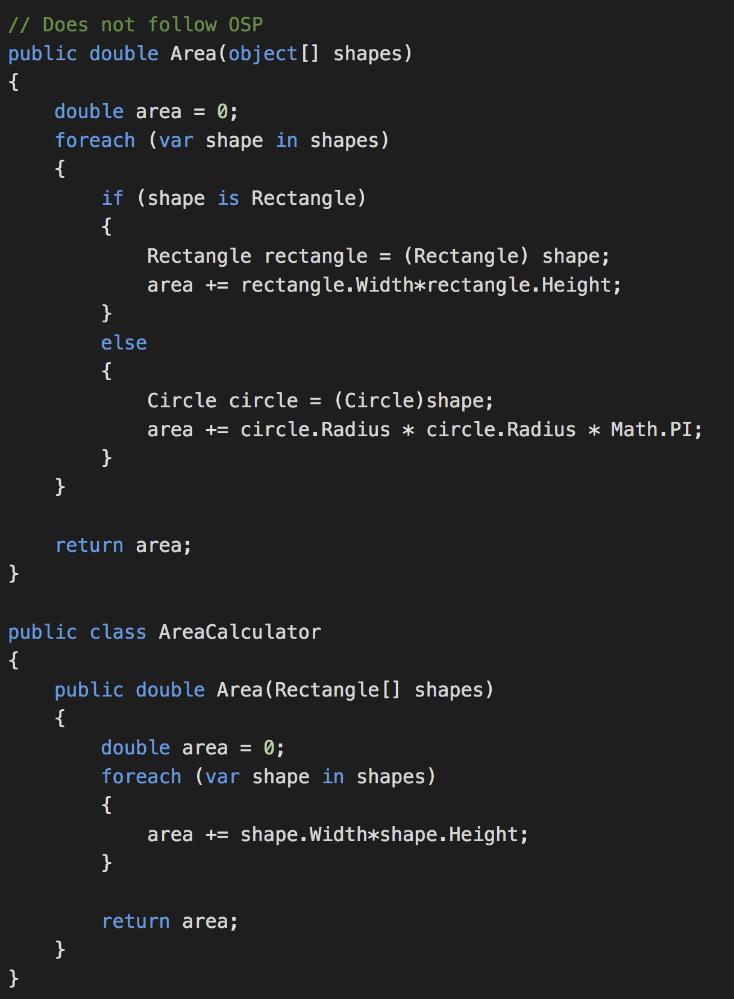 // Does not follow OSP
public double Area(object[] shapes)
{
    double area = 0;
    foreach (var shape in shapes)
    {
        if (shape is Rectangle)
        {
            Rectangle rectangle = (Rectangle) shape;
            area += rectangle.Width*rectangle.Height;
        }
        else
        {
            Circle circle = (Circle)shape;
            area += circle.Radius * circle.Radius * Math.PI;
        }
    }

    return area;
}

public class AreaCalculator
{
    public double Area(Rectangle[] shapes)
    {
        double area = 0;
        foreach (var shape in shapes)
        {
            area += shape.Width*shape.Height;
        }

        return area;
    }
}